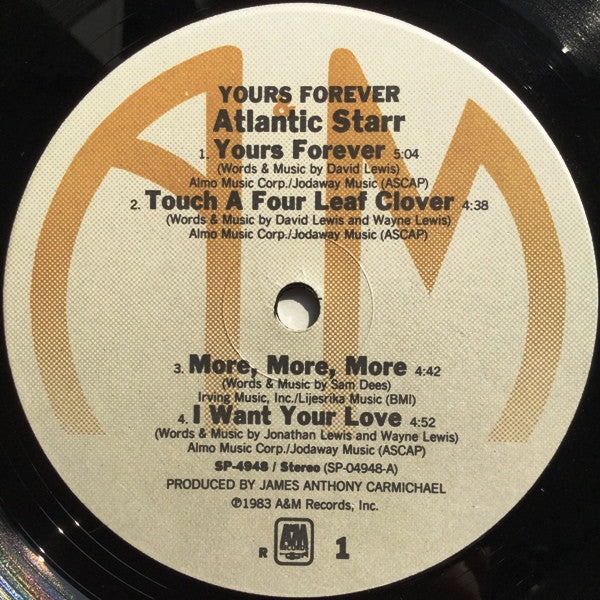 YOURS FOREVER
Atlantic Starr
1. Yours Forever 5:04
(Words & Music by David Lewis)
Almo Music Corp./Jodaway Music (ASCAP)
2. Touch A Four Leaf Clover 4:38
(Words & Music by David Lewis and Wayne Lewis)
Almo Music Corp./Jodaway Music (ASCAP)
3. More, More, More 4:42
(Words & Music by Sam Dees)
Irving Music, Inc./Lijesrika Music (BMI)
4. I Want Your Love 4:52
(Words & Music by Jonathan Lewis and Wayne Lewis)
Almo Music Corp./Jodaway Music (ASCAP)
SP-4948 / Stereo (SP-04948-A)
PRODUCED BY JAMES ANTHONY CARMICHAEL
℗1983 A&M Records, Inc.
R A&M RECORDS 1